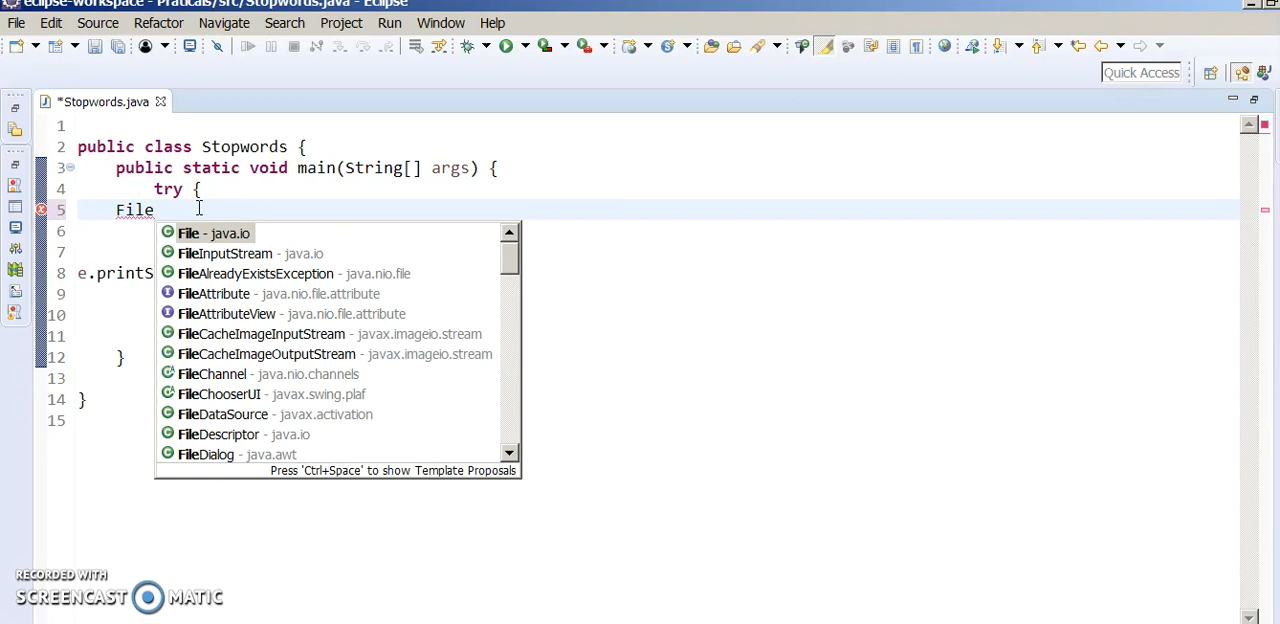 eclipse-workspace - Praticals/src/Stopwords.java - Eclipse
File Edit Source Refactor Navigate Search Project Run Window Help
Quick Access
*Stopwords.java
1
2 public class Stopwords {
3 public static void main(String[] args) {
4 try {
5 File
6
7
8 e.printS
9
10
11
12 }
13
14 }
15
File - java.io
FileInputStream - java.io
FileAlreadyExistsException - java.nio.file
FileAttribute - java.nio.file.attribute
FileAttributeView - java.nio.file.attribute
FileCacheImageInputStream - javax.imageio.stream
FileCacheImageOutputStream - javax.imageio.stream
FileChannel - java.nio.channels
FileChooserUI - javax.swing.plaf
FileDataSource - javax.activation
FileDescriptor - java.io
FileDialog - java.awt
Press 'Ctrl+Space' to show Template Proposals
RECORDED WITH
SCREENCAST MATIC